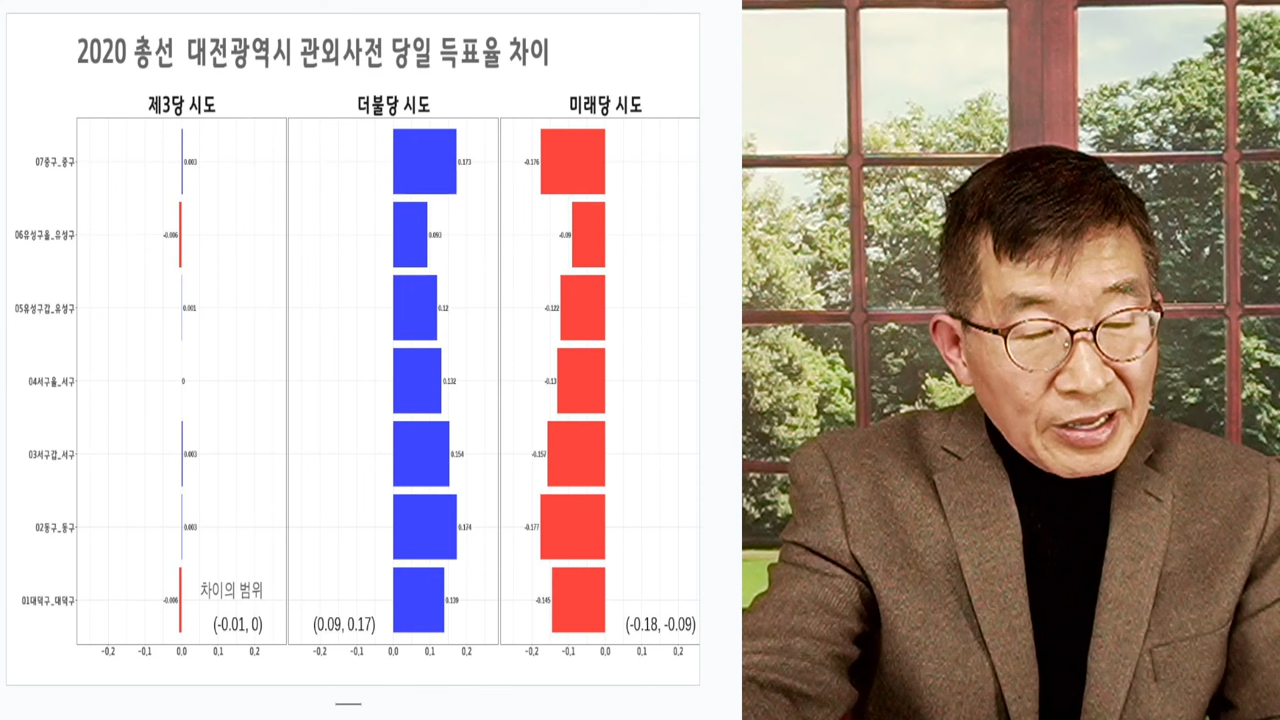 2020 총선 대전광역시 관외사전 당일 득표율 차이
제3당 시도
더불당 시도
미래당 시도
07중구_중구
0.003
0.173
-0.176
06유성구을_유성구
-0.006
0.093
-0.09
05유성구갑_유성구
0.001
0.12
-0.122
04서구을_서구
0
0.132
-0.13
03서구갑_서구
0.003
0.154
-0.157
02동구_동구
0.003
0.174
-0.177
01대덕구_대덕구
-0.006
0.139
-0.145
차이의 범위
(-0.01, 0)
(0.09, 0.17)
(-0.18, -0.09)
-0,2 -0,1 0,0 0,1 0,2
-0,2 -0,1 0,0 0,1 0,2
-0,2 -0,1 0,0 0,1 0,2